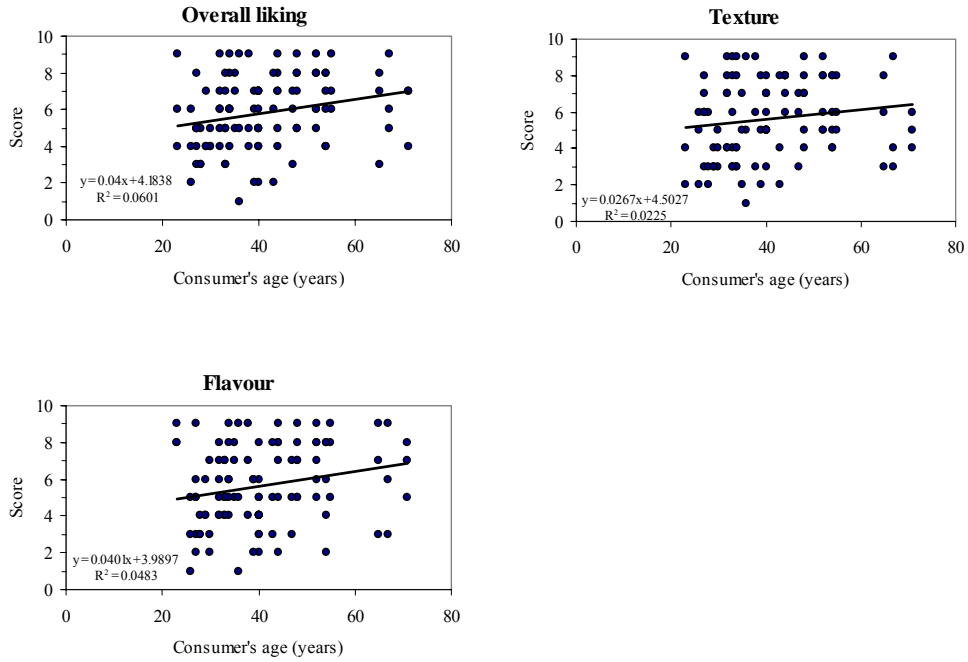 Overall liking
10
8
6
4
2
0
Score
y = 0.04x + 4.1838
R² = 0.0601
0 20 40 60 80
Consumer's age (years)
Texture
10
8
6
4
2
0
Score
y = 0.0267x + 4.5027
R² = 0.0225
0 20 40 60 80
Consumer's age (years)
Flavour
10
8
6
4
2
0
Score
y = 0.0401x + 3.9897
R² = 0.0483
0 20 40 60 80
Consumer's age (years)